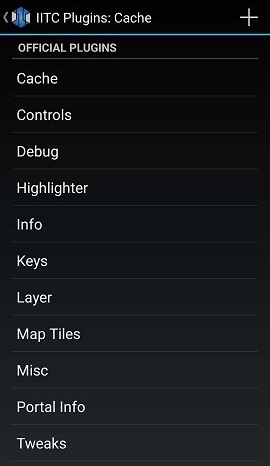 IITC Plugins: Cache
OFFICIAL PLUGINS
Cache
Controls
Debug
Highlighter
Info
Keys
Layer
Map Tiles
Misc
Portal Info
Tweaks